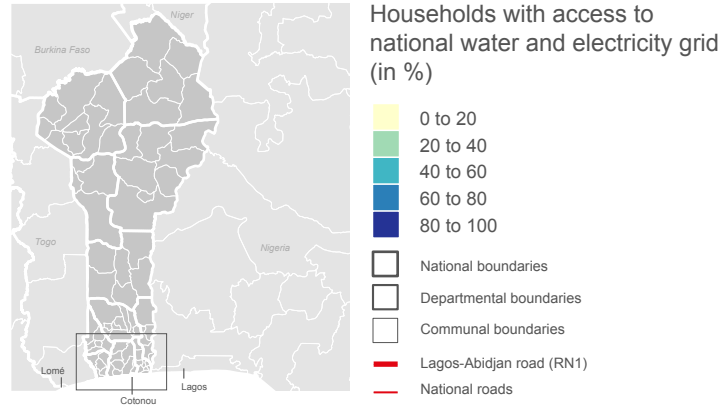 Niger
Burkina Faso
Togo
Nigeria
Lomé
Lagos
Cotonou
Households with access to
national water and electricity grid
(in %)
0 to 20
20 to 40
40 to 60
60 to 80
80 to 100
National boundaries
Departmental boundaries
Communal boundaries
Lagos-Abidjan road (RN1)
National roads